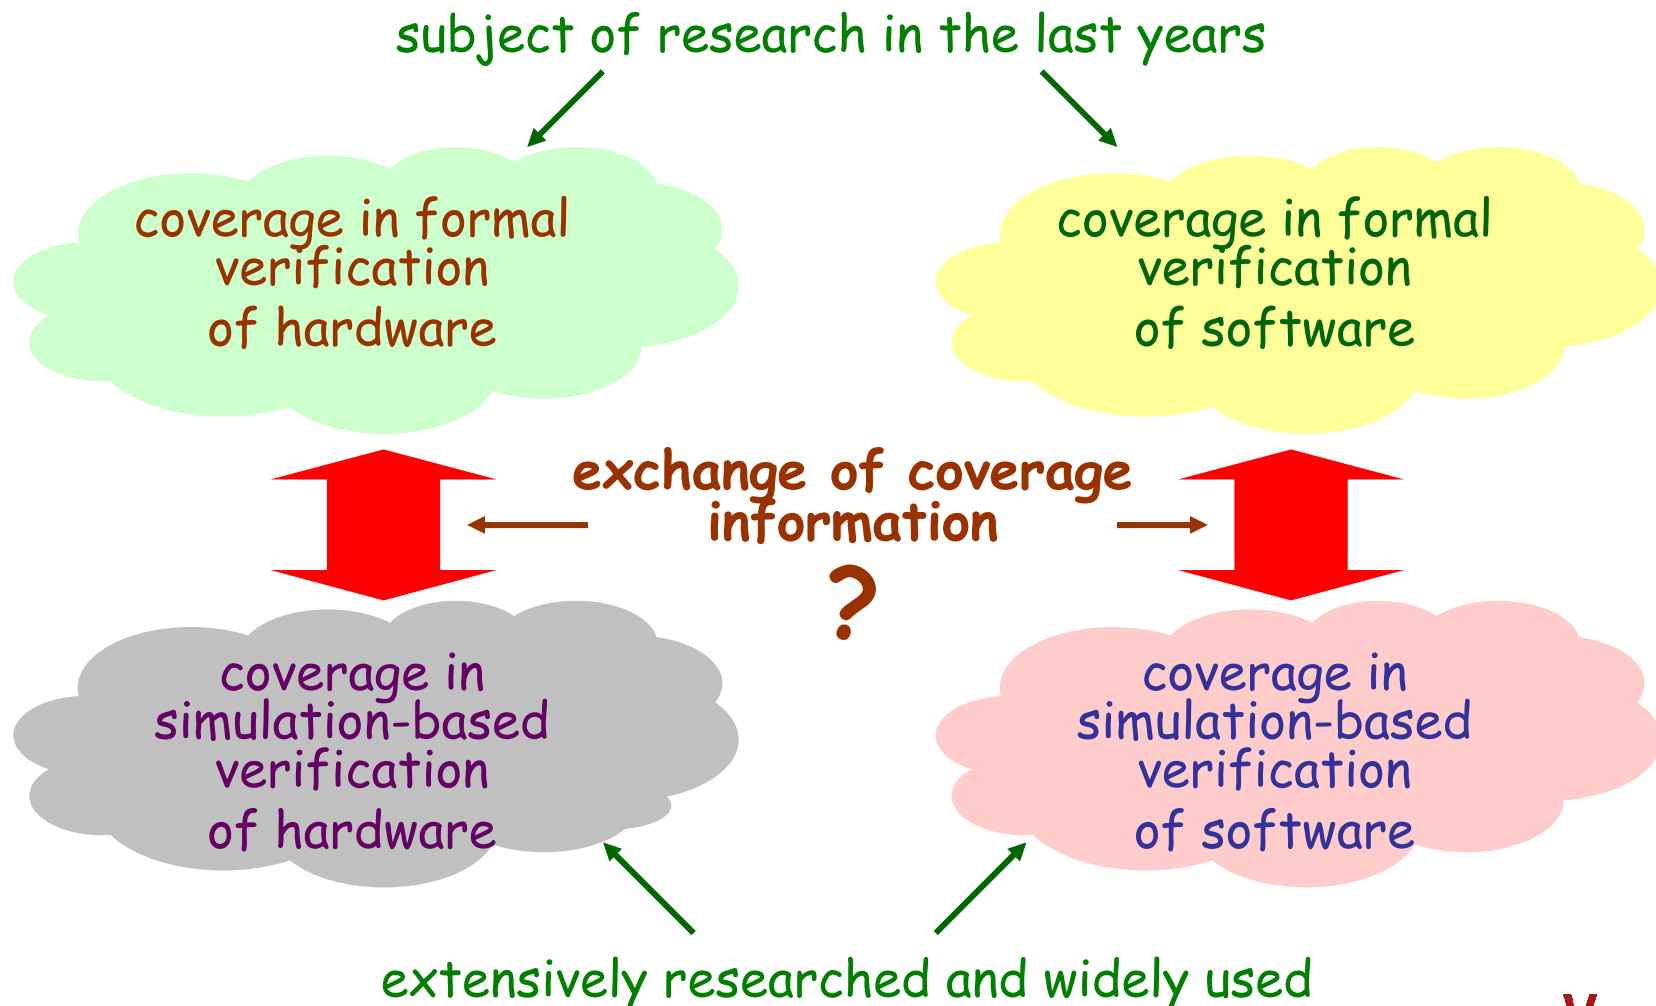 subject of research in the last years
coverage in formal
verification
of hardware
coverage in formal
verification
of software
exchange of coverage
information
?
coverage in
simulation-based
verification
of hardware
coverage in
simulation-based
verification
of software
extensively researched and widely used